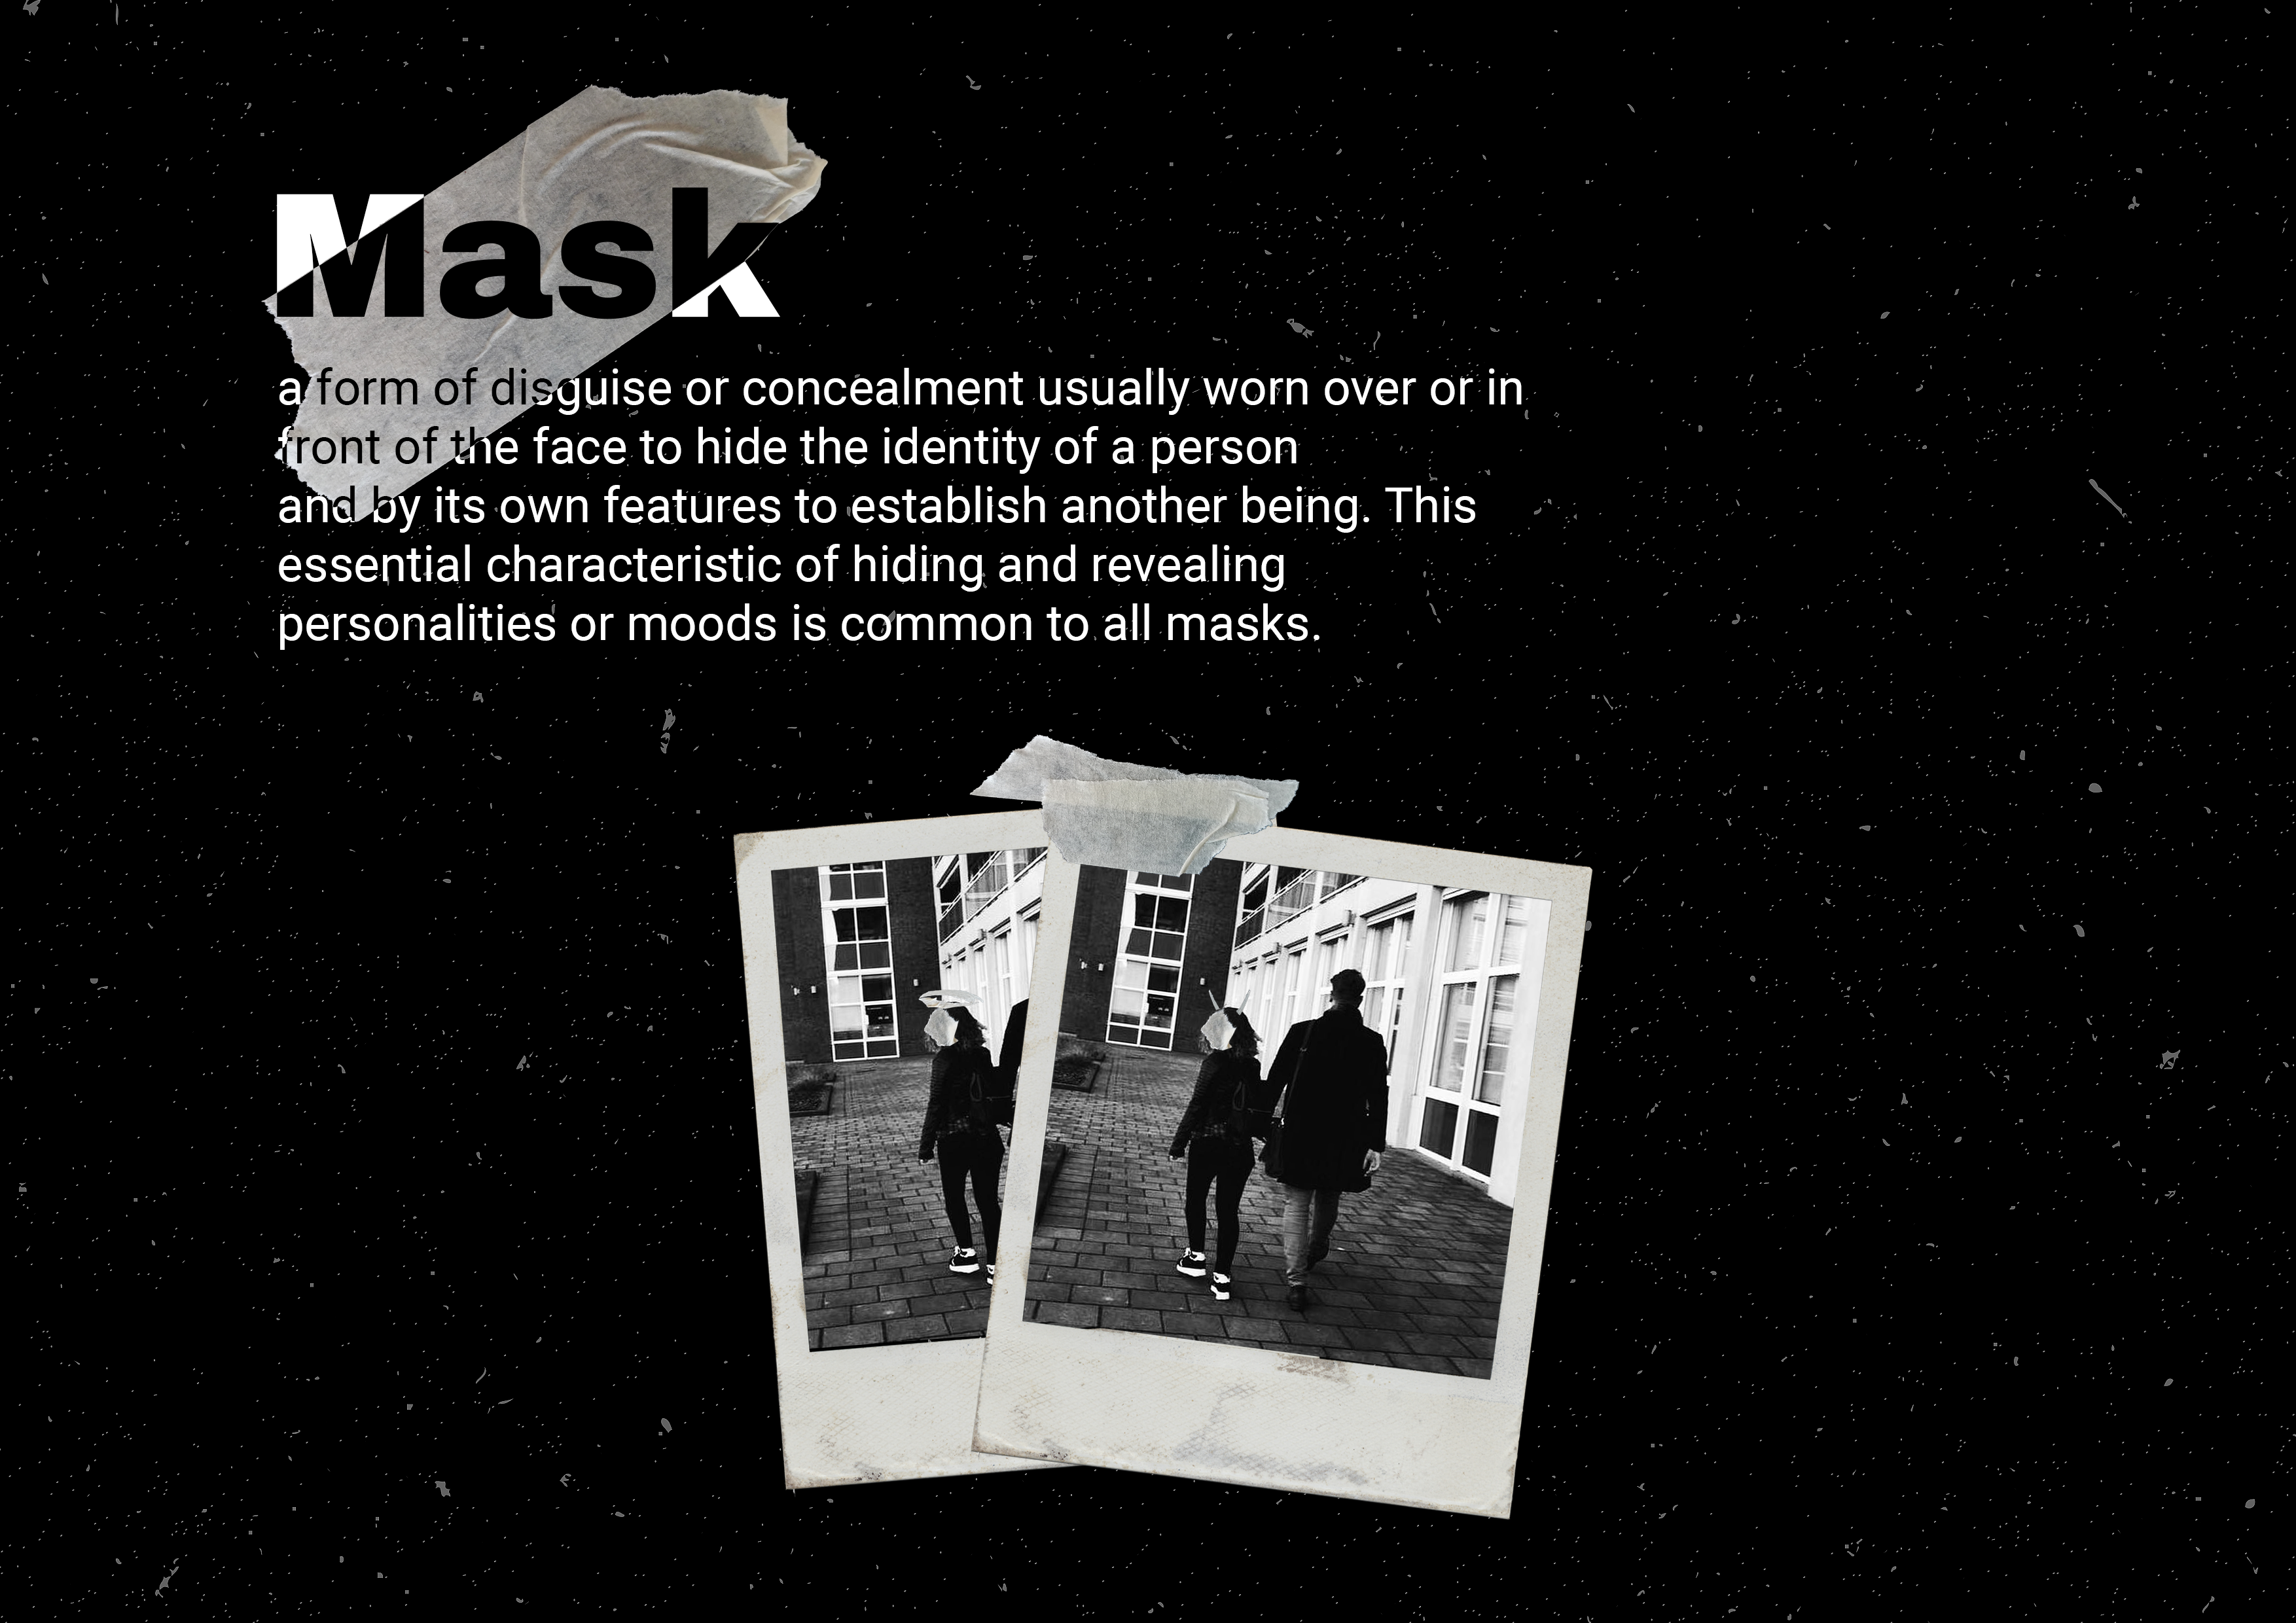 Mask
a form of disguise or concealment usually worn over or in
front of the face to hide the identity of a person
and by its own features to establish another being. This
essential characteristic of hiding and revealing
personalities or moods is common to all masks.